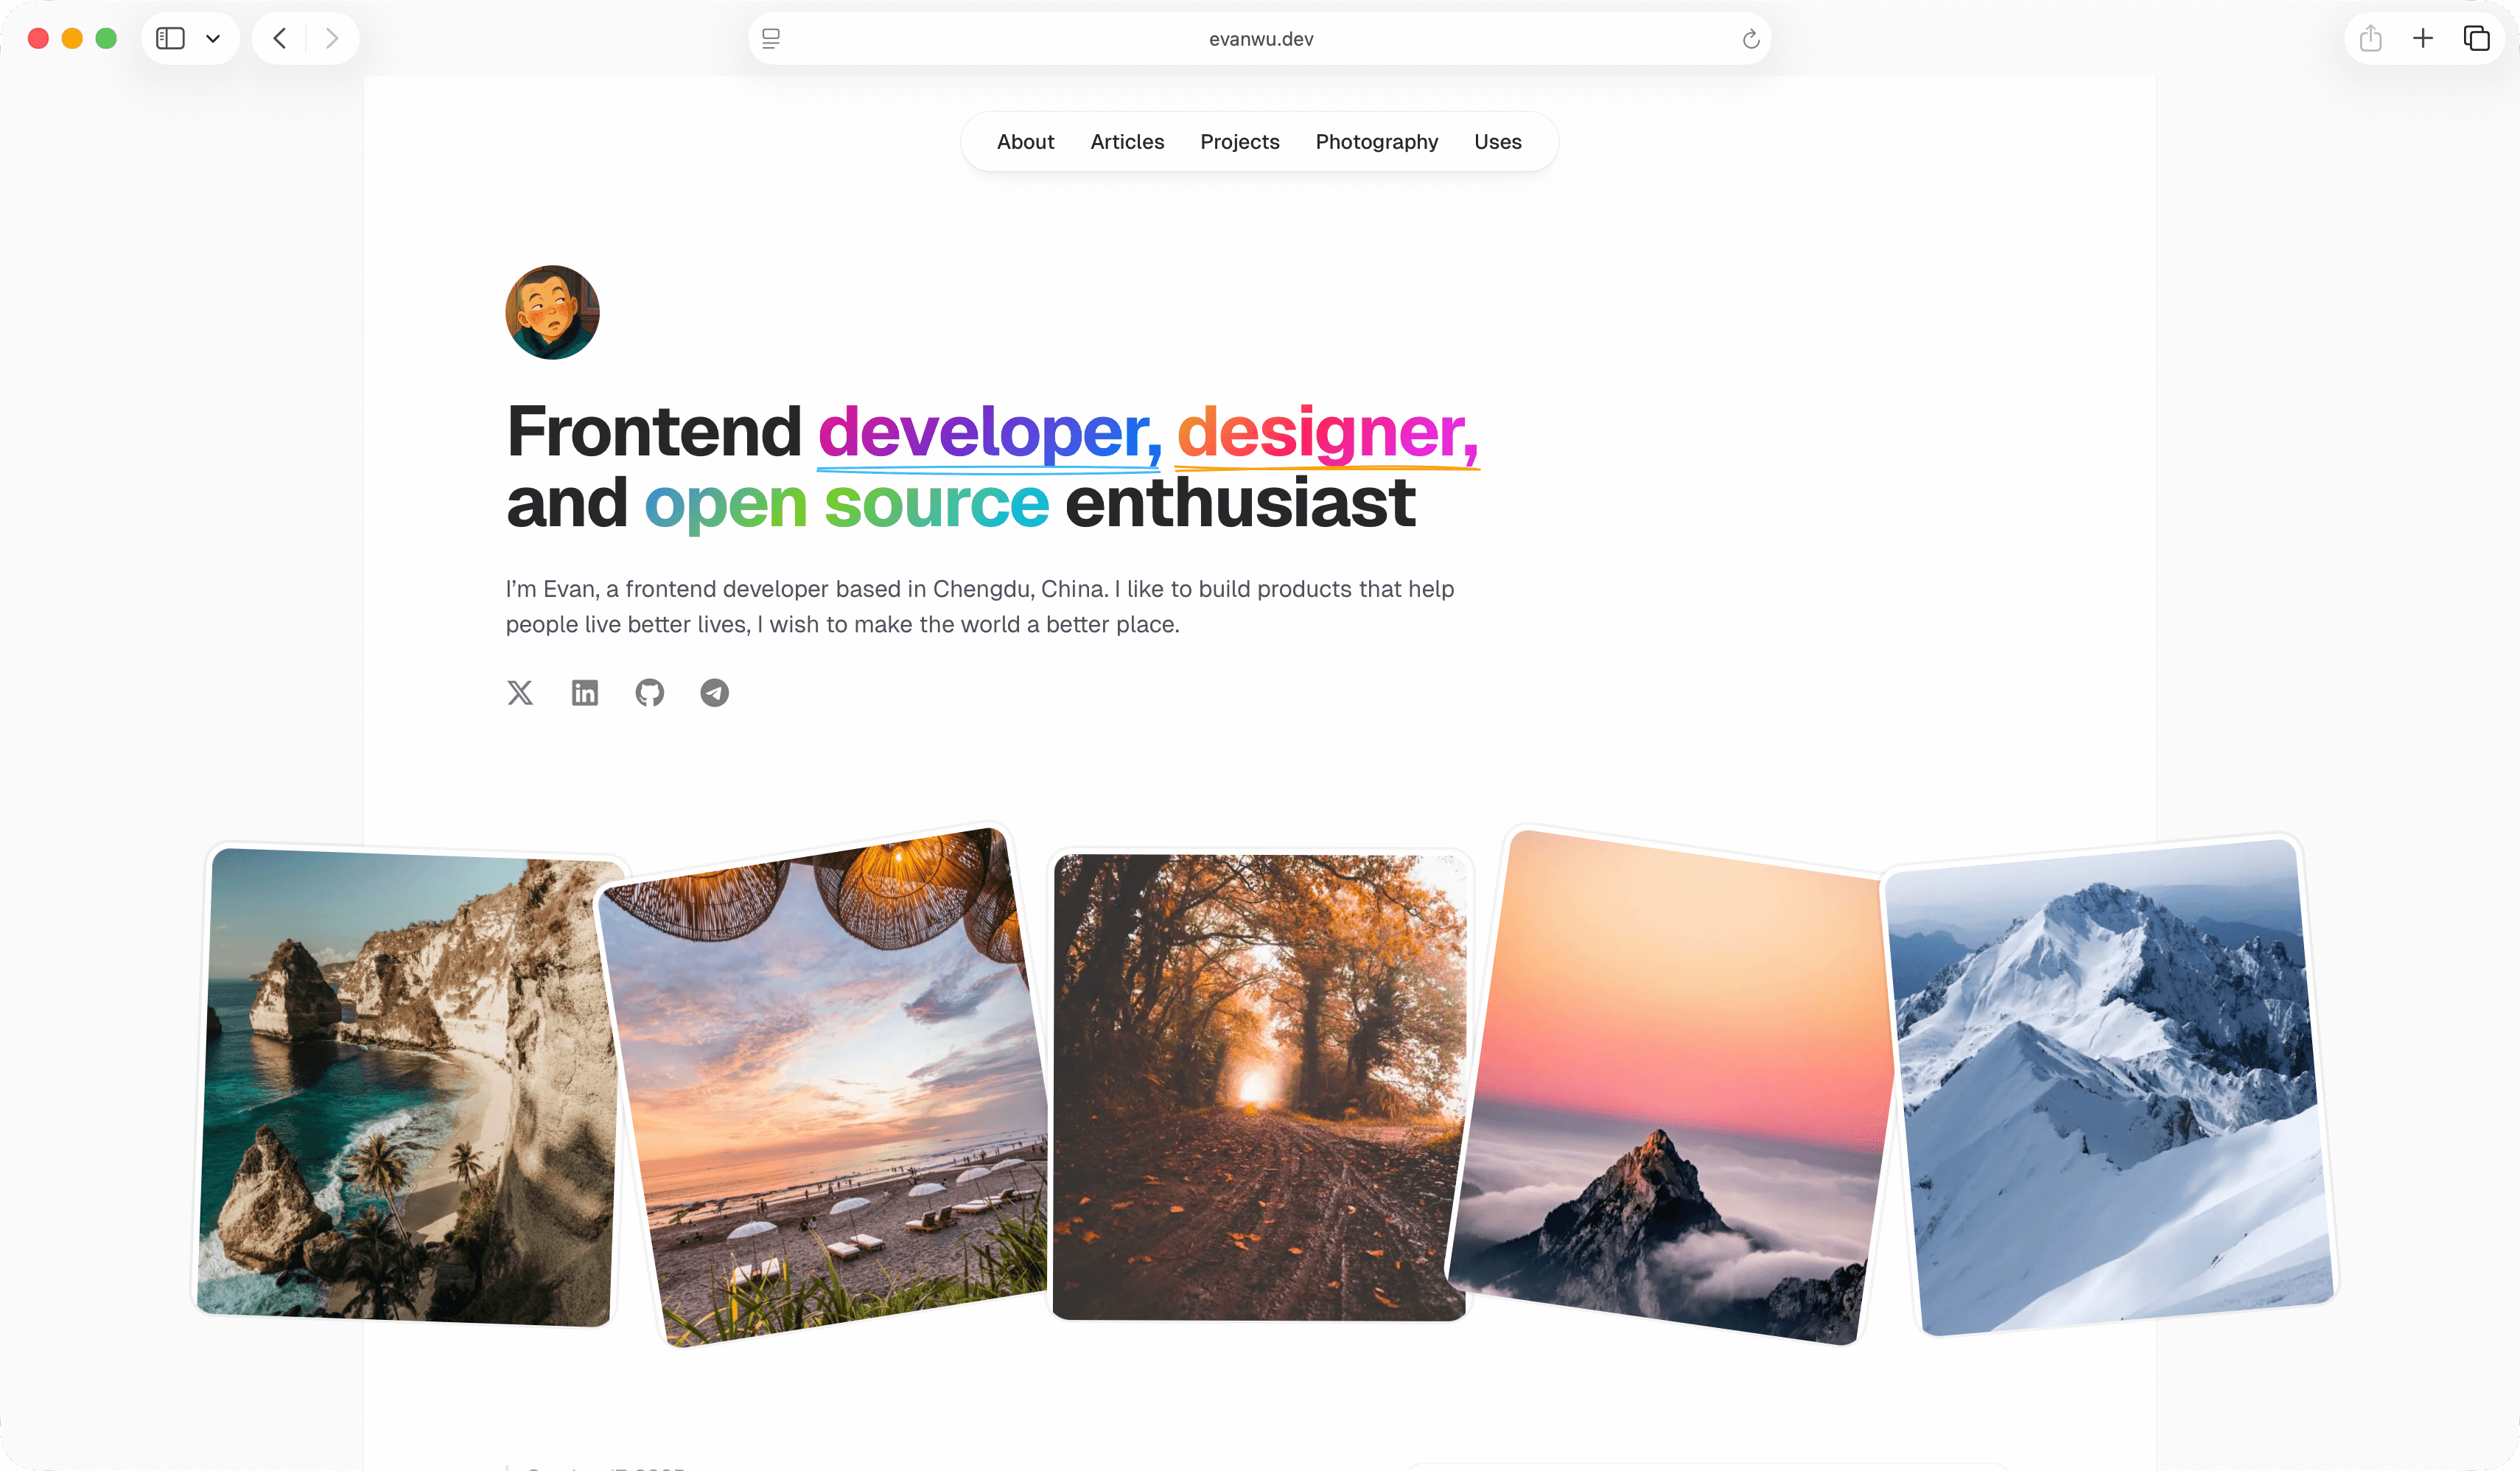 evanwu.dev
About Articles Projects Photography Uses
Frontend developer, designer,
and open source enthusiast
I’m Evan, a frontend developer based in Chengdu, China. I like to build products that help
people live better lives, I wish to make the world a better place.